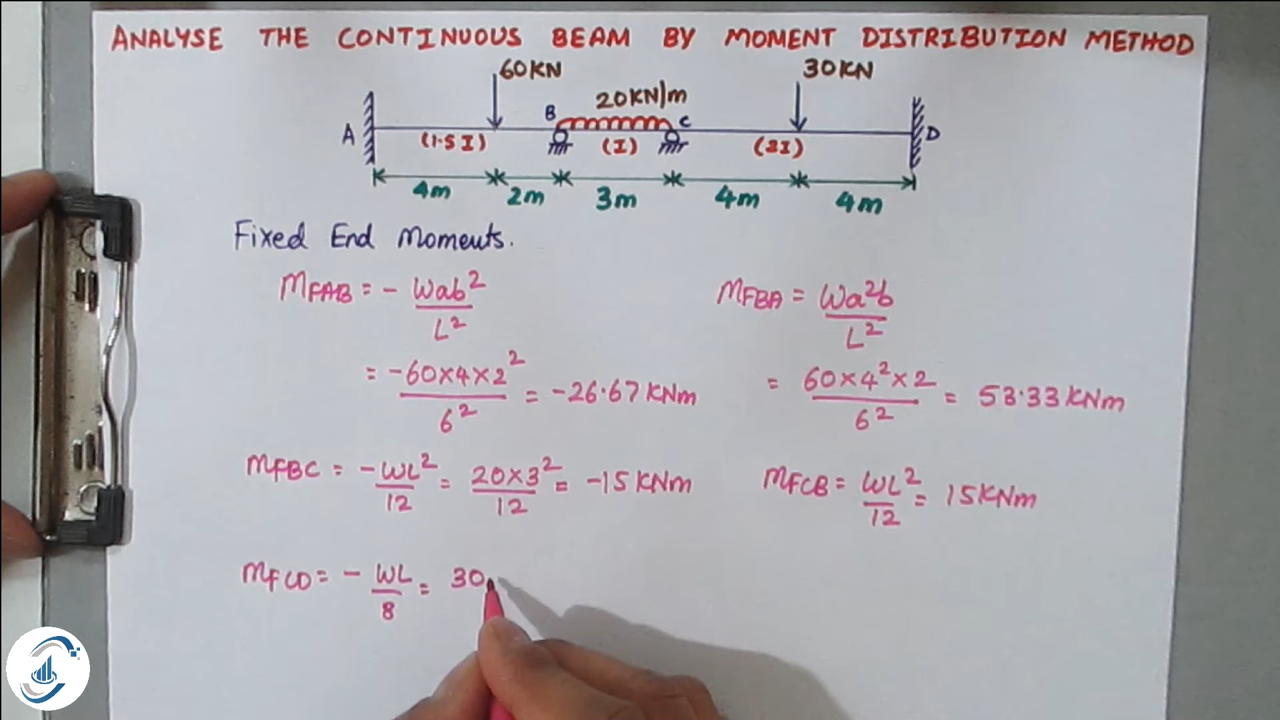 ANALYSE THE CONTINUOUS BEAM BY MOMENT DISTRIBUTION METHOD
60KN 30KN
20KN/m
A B C D
(1.5I) (I) (2I)
4m 2m 3m 4m 4m
Fixed End Moments.
MFAB = - Wab²/L² MFBA = Wa²b/L²
= -60×4×2²/6² = -26.67 KNm = 60×4²×2/6² = 53.33 KNm
MFBC = -WL²/12 = 20×3²/12 = -15 KNm MFCB = WL²/12 = 15KNm
MFCD = - WL/8 = 30